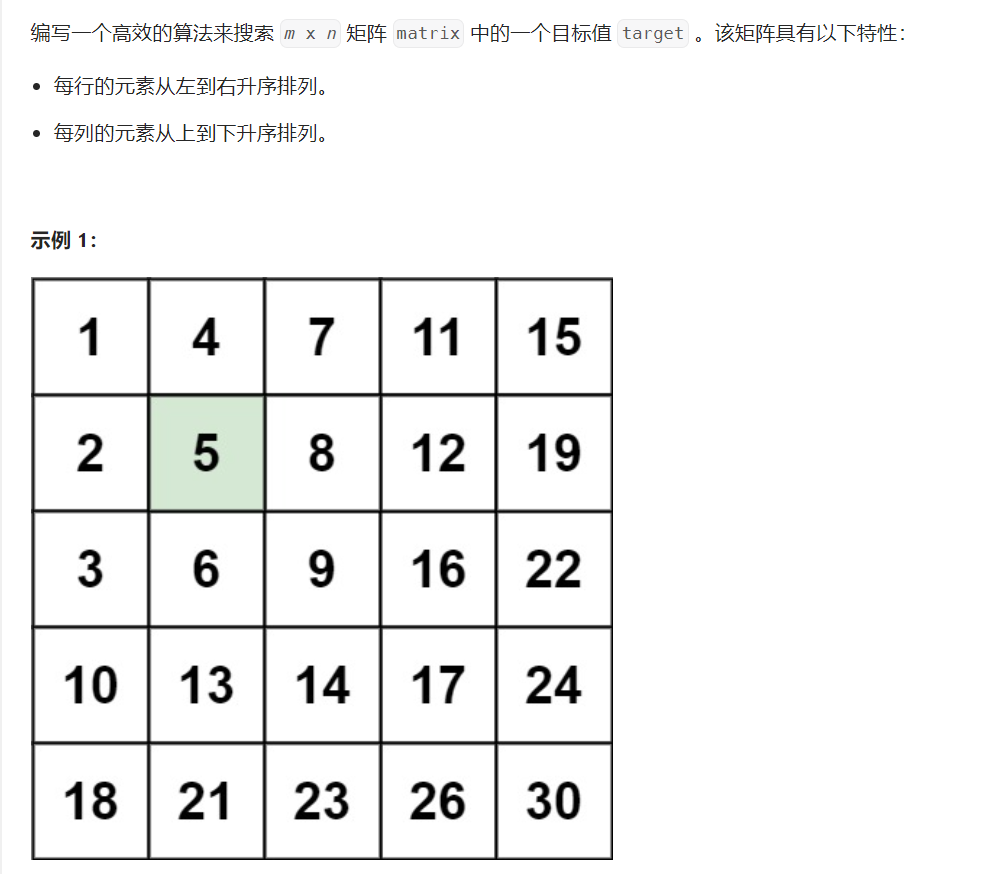 编写一个高效的算法来搜索 m x n 矩阵 matrix 中的一个目标值 target 。该矩阵具有以下特性：
每行的元素从左到右升序排列。
每列的元素从上到下升序排列。
示例 1：
1 4 7 11 15
2 5 8 12 19
3 6 9 16 22
10 13 14 17 24
18 21 23 26 30